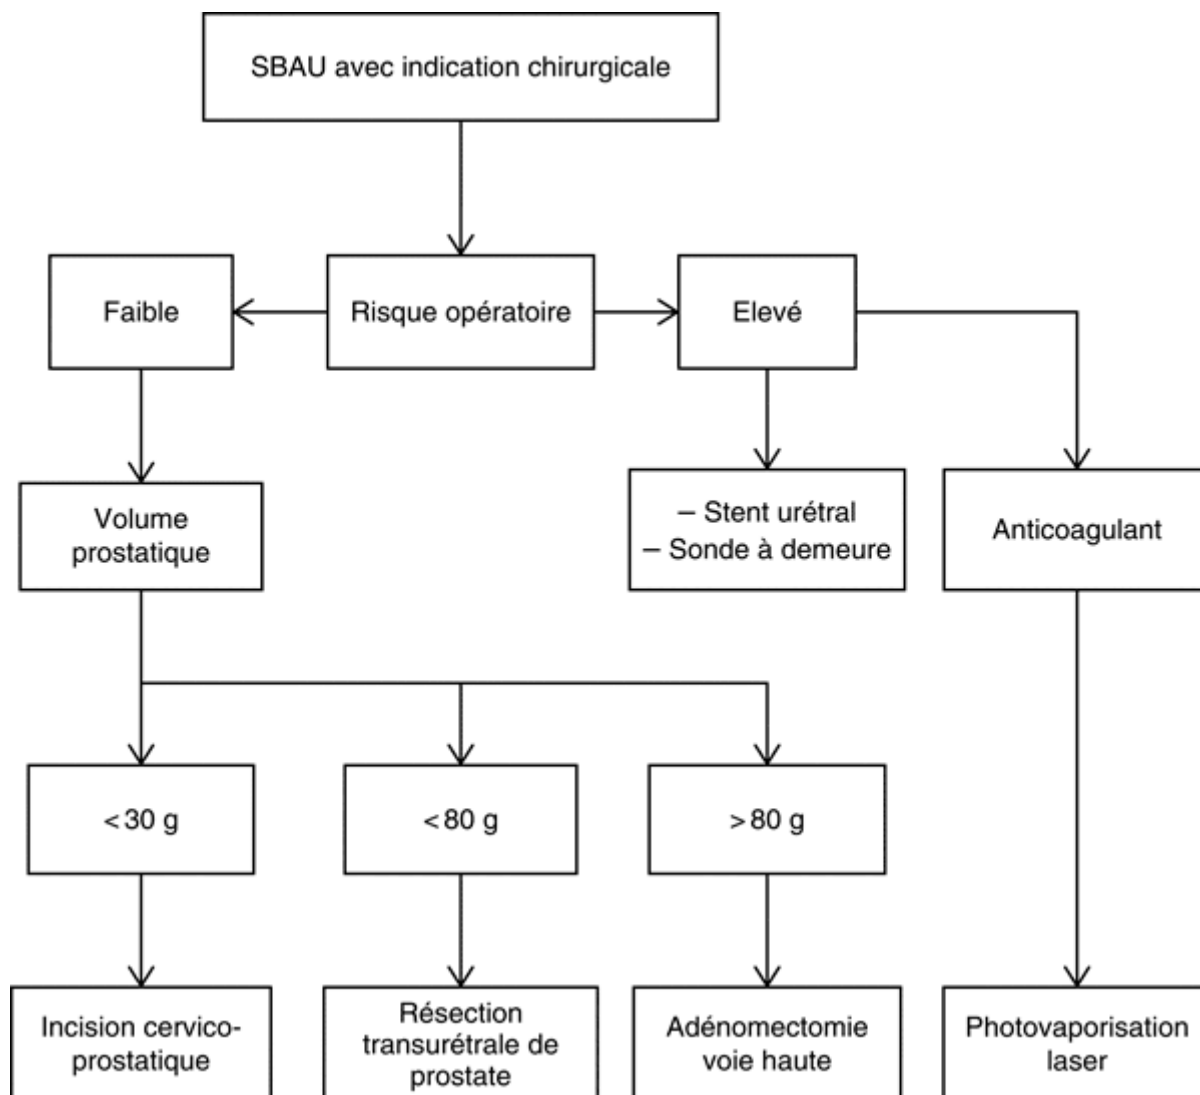 SBAU avec indication chirurgicale
Faible
Risque opératoire
Elevé
Volume
prostatique
– Stent urétral
– Sonde à demeure
Anticoagulant
<30 g
<80 g
>80 g
Incision cervico-
prostatique
Résection
transurétrale de
prostate
Adénomectomie
voie haute
Photovaporisation
laser